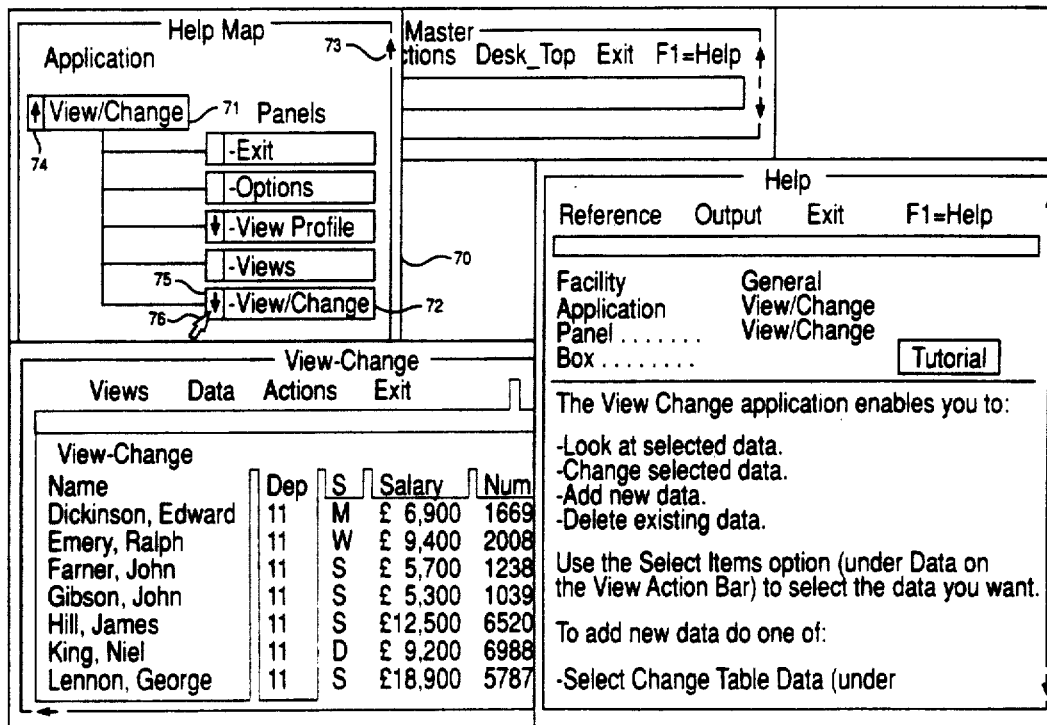 Help Map
73
Application
View/Change
71
Panels
74
-Exit
-Options
-View Profile
-Views
75
70
-View/Change
76
72
Master
ctions Desk_Top Exit F1=Help
Help
Reference Output Exit F1=Help
Facility General
Application View/Change
Panel ....... View/Change
Box ........
Tutorial
The View Change application enables you to:
-Look at selected data.
-Change selected data.
-Add new data.
-Delete existing data.
Use the Select Items option (under Data on
the View Action Bar) to select the data you want.
To add new data do one of:
-Select Change Table Data (under
View-Change
Views Data Actions Exit
View-Change
Name Dep S Salary Num
Dickinson, Edward 11 M £ 6,900 1669
Emery, Ralph 11 W £ 9,400 2008
Farner, John 11 S £ 5,700 1238
Gibson, John 11 S £ 5,300 1039
Hill, James 11 S £12,500 6520
King, Niel 11 D £ 9,200 6988
Lennon, George 11 S £18,900 5787